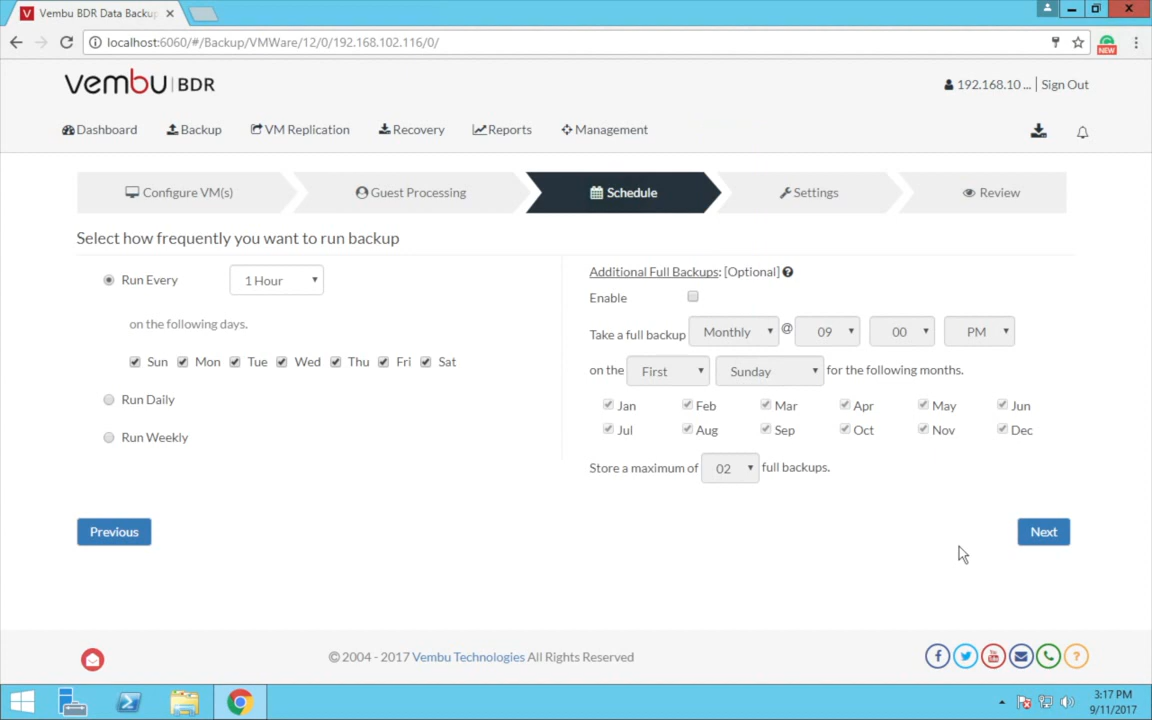 Vembu BDR Data Backup
localhost:6060/#/Backup/VMWare/12/0/192.168.102.116/0/
NEW
vembu | BDR
192.168.10 ... | Sign Out
Dashboard Backup VM Replication Recovery Reports Management
Configure VM(s) Guest Processing Schedule Settings Review
Select how frequently you want to run backup
Run Every 1 Hour
on the following days.
Sun Mon Tue Wed Thu Fri Sat
Run Daily
Run Weekly
Additional Full Backups: [Optional] ?
Enable
Take a full backup Monthly @ 09 00 PM
on the First Sunday for the following months.
Jan Feb Mar Apr May Jun
Jul Aug Sep Oct Nov Dec
Store a maximum of 02 full backups.
Previous Next
© 2004 - 2017 Vembu Technologies All Rights Reserved
3:17 PM
9/11/2017